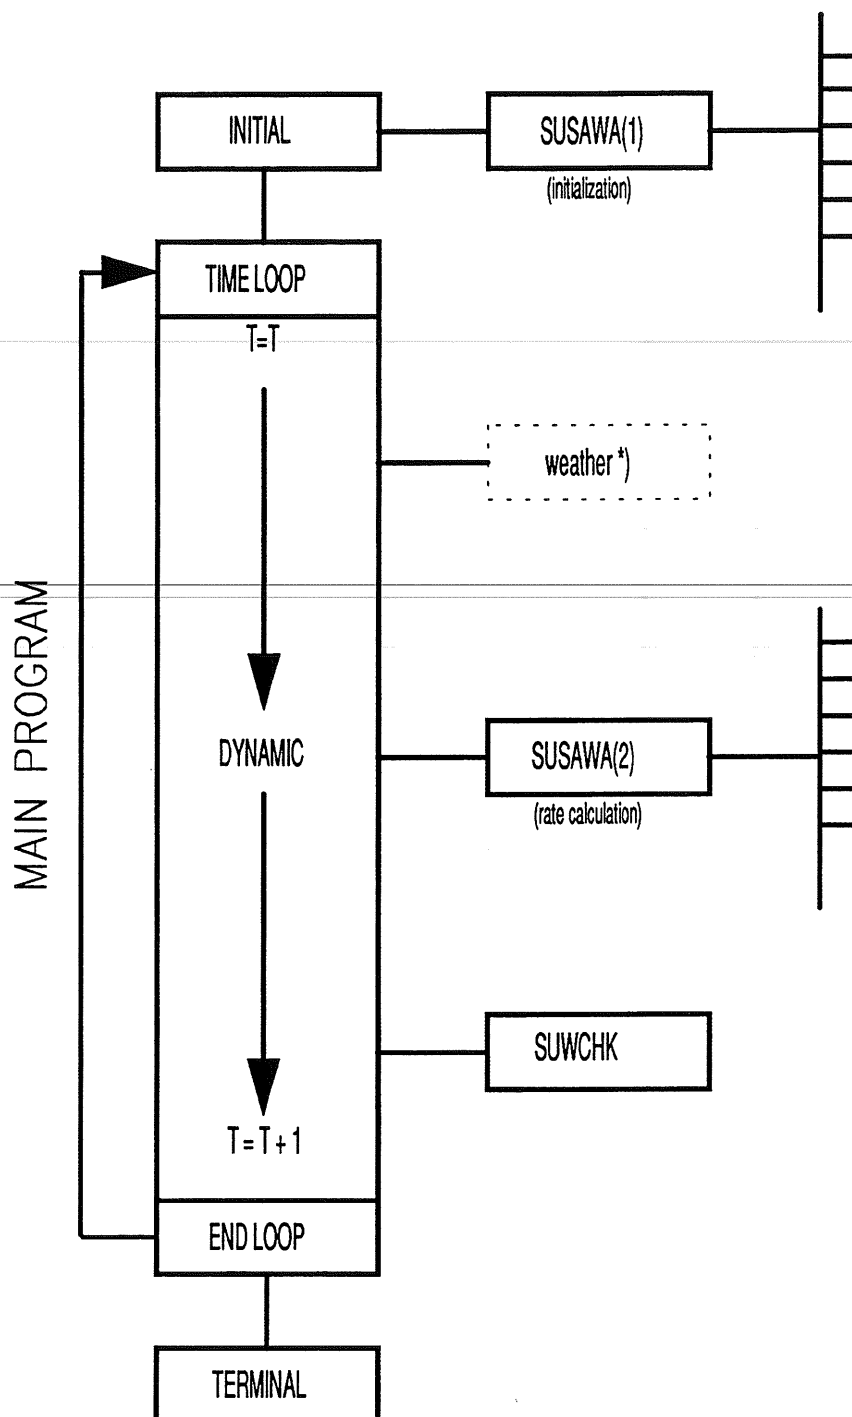 INITIAL
SUSAWA(1)
(initialization)
TIME LOOP
T=T
weather *)
MAIN PROGRAM
DYNAMIC
SUSAWA(2)
(rate calculation)
SUWCHK
T = T + 1
END LOOP
TERMINAL